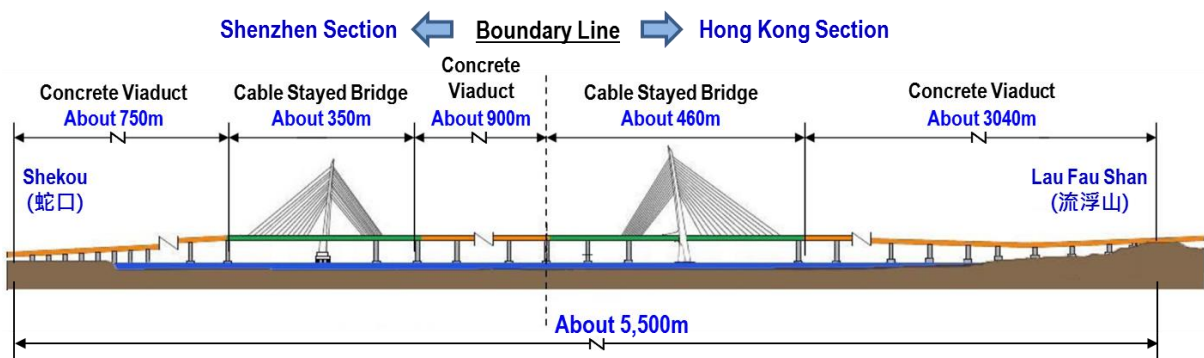 Shenzhen Section
Boundary Line
Hong Kong Section
Concrete Viaduct
About 750m
Cable Stayed Bridge
About 350m
Concrete
Viaduct
About 900m
Cable Stayed Bridge
About 460m
Concrete Viaduct
About 3040m
Shekou
(蛇口)
Lau Fau Shan
(流浮山)
About 5,500m